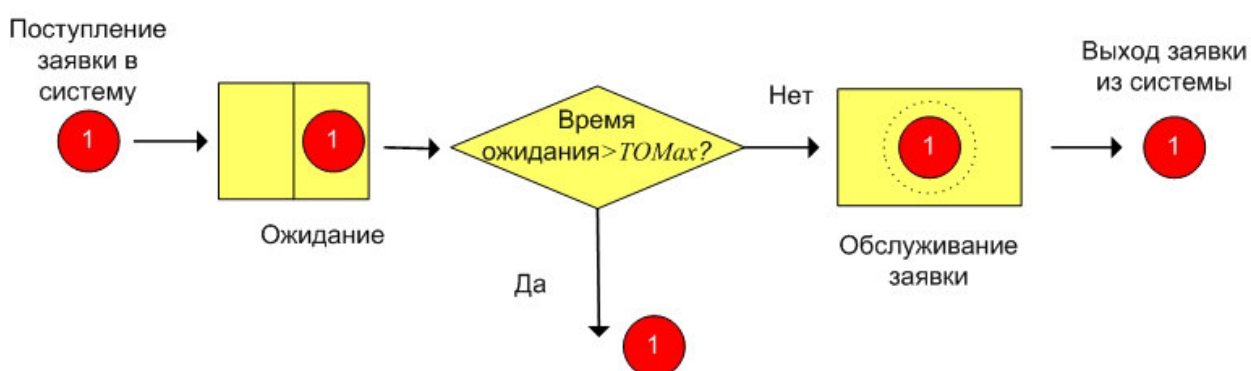 Поступление
заявки в
систему
1
1
Ожидание
Время
ожидания>TOMax?
Нет
Да
1
1
Обслуживание
заявки
Выход заявки
из системы
1